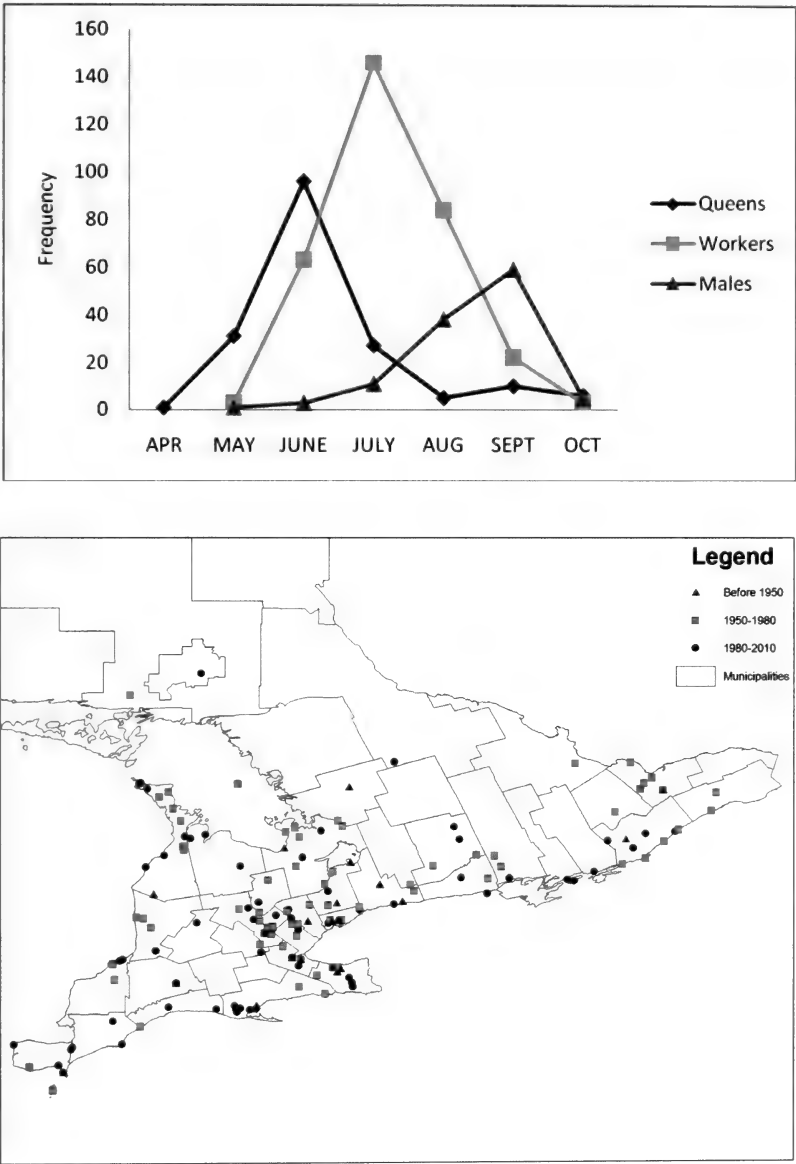 160
140
120
100
80
60
40
20
0
Frequency
APR MAY JUNE JULY AUG SEPT OCT
Queens
Workers
Males
Legend
Before 1950
1950-1980
1980-2010
Municipalities